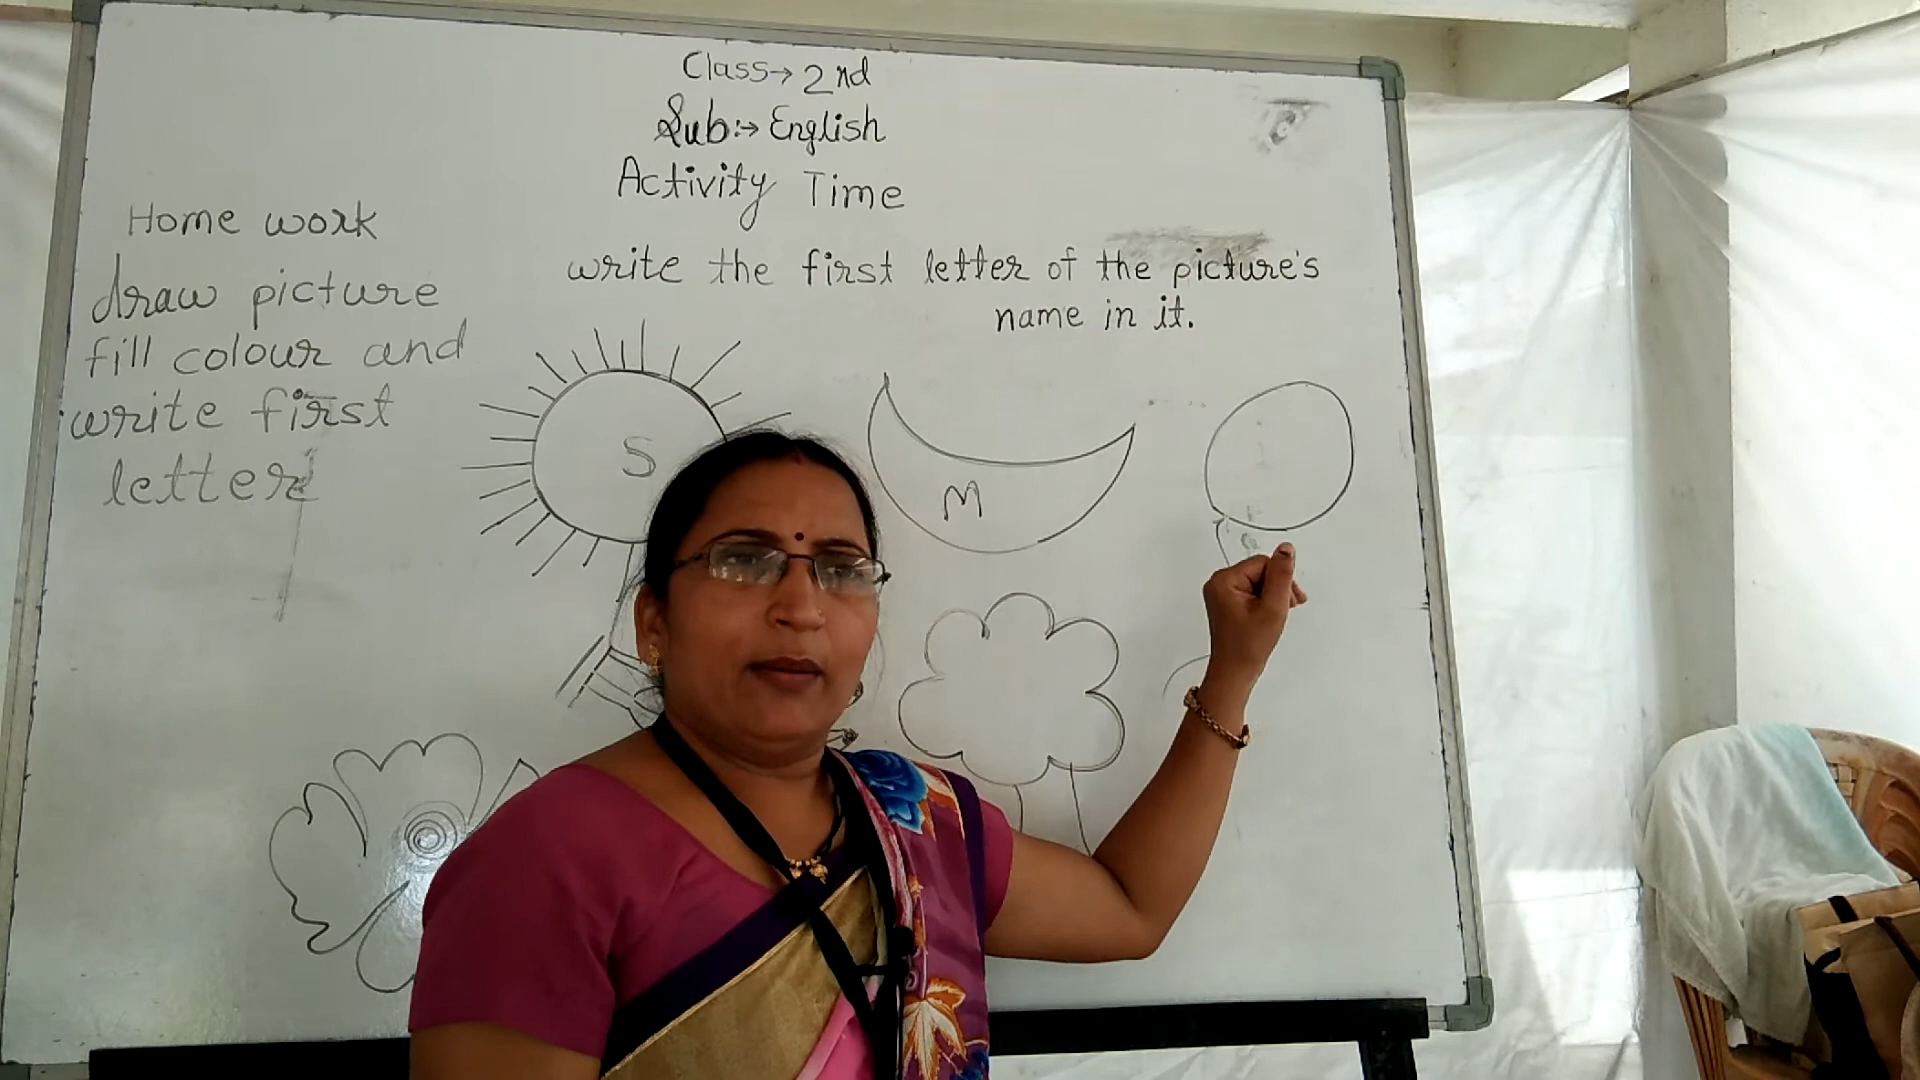 Class→ 2nd
Sub:→ English
Activity Time
write the first letter of the picture's
name in it.
Home work
draw picture
fill colour and
write first
letter
S
M